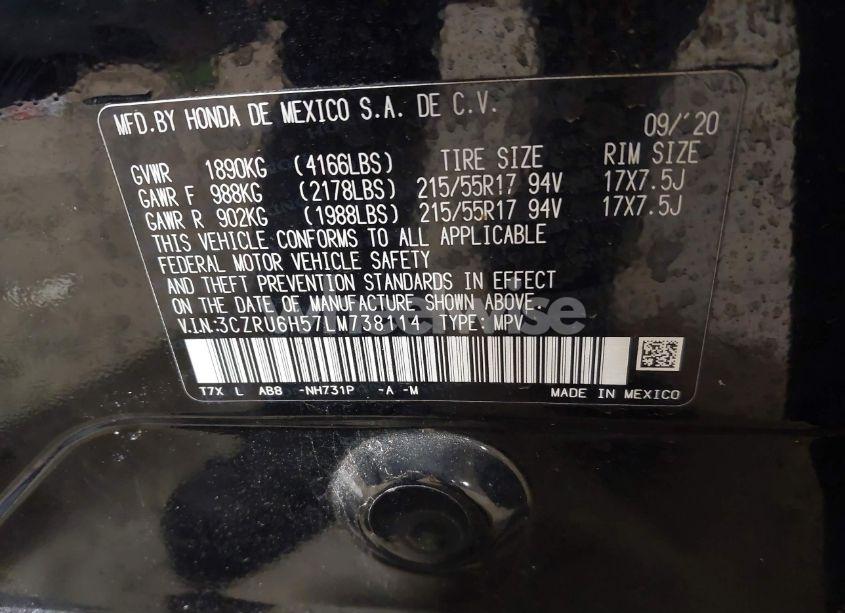 MFD.BY HONDA DE MEXICO S.A. DE C.V.
09/'20
GVWR 1890KG (4166LBS) TIRE SIZE RIM SIZE
GAWR F 988KG (2178LBS) 215/55R17 94V 17X7.5J
GAWR R 902KG (1988LBS) 215/55R17 94V 17X7.5J
THIS VEHICLE CONFORMS TO ALL APPLICABLE
FEDERAL MOTOR VEHICLE SAFETY
AND THEFT PREVENTION STANDARDS IN EFFECT
ON THE DATE OF MANUFACTURE SHOWN ABOVE.
V.I.N:3CZRU6H57LM738114 TYPE: MPV
T7X L AB8 -NH731P -A -M MADE IN MEXICO